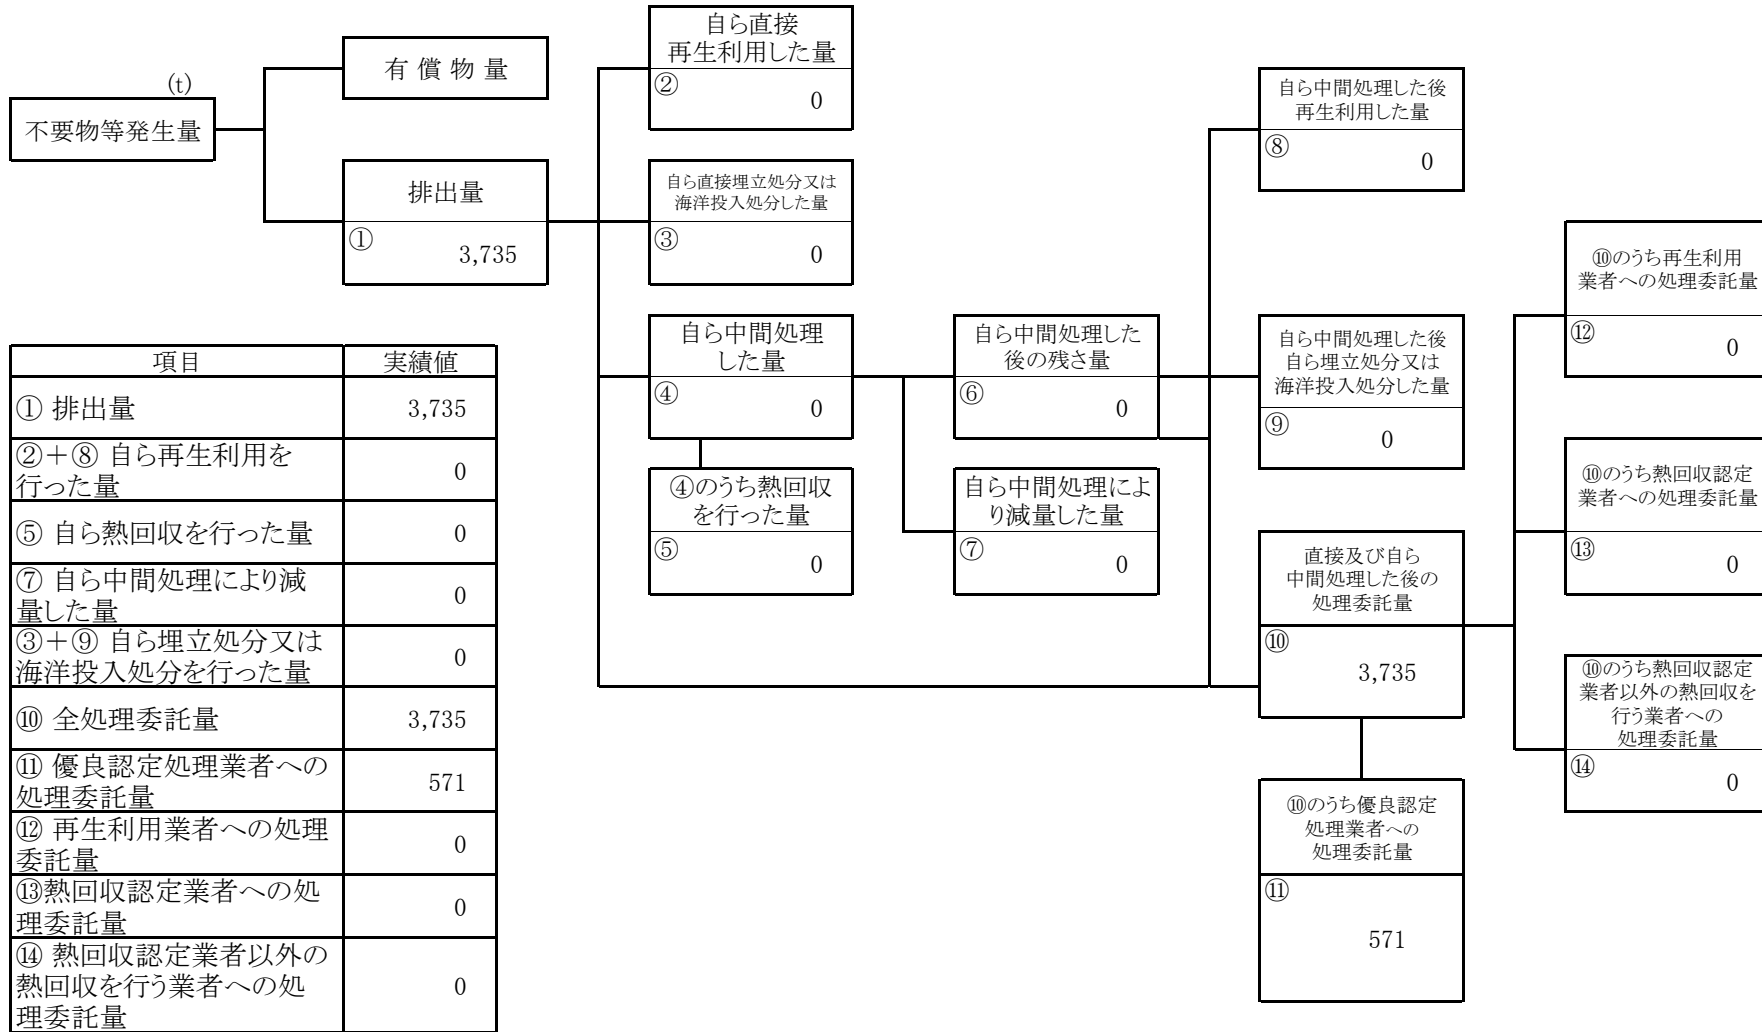 (t)
不要物等発生量
有 償 物 量
排出量
①
3,735
自ら直接
再生利用した量
②
0
自ら直接埋立処分又は
海洋投入処分した量
③
0
自ら中間処理
した量
④
0
④のうち熱回収
を行った量
⑤
0
自ら中間処理した
後の残さ量
⑥
0
自ら中間処理によ
り減量した量
⑦
0
自ら中間処理した後
再生利用した量
⑧
0
自ら中間処理した後
自ら埋立処分又は
海洋投入処分した量
⑨
0
直接及び自ら
中間処理した後の
処理委託量
⑩
3,735
⑩のうち優良認定
処理業者への
処理委託量
⑪
571
⑩のうち再生利用
業者への処理委託量
⑫
0
⑩のうち熱回収認定
業者への処理委託量
⑬
0
⑩のうち熱回収認定
業者以外の熱回収を
行う業者への
処理委託量
⑭
0
項目 実績値
① 排出量 3,735
②＋⑧ 自ら再生利用を
行った量 0
⑤ 自ら熱回収を行った量 0
⑦ 自ら中間処理により減
量した量 0
③＋⑨ 自ら埋立処分又は
海洋投入処分を行った量 0
⑩ 全処理委託量 3,735
⑪ 優良認定処理業者への
処理委託量 571
⑫ 再生利用業者への処理
委託量 0
⑬熱回収認定業者への処
理委託量 0
⑭ 熱回収認定業者以外の
熱回収を行う業者への処
理委託量 0